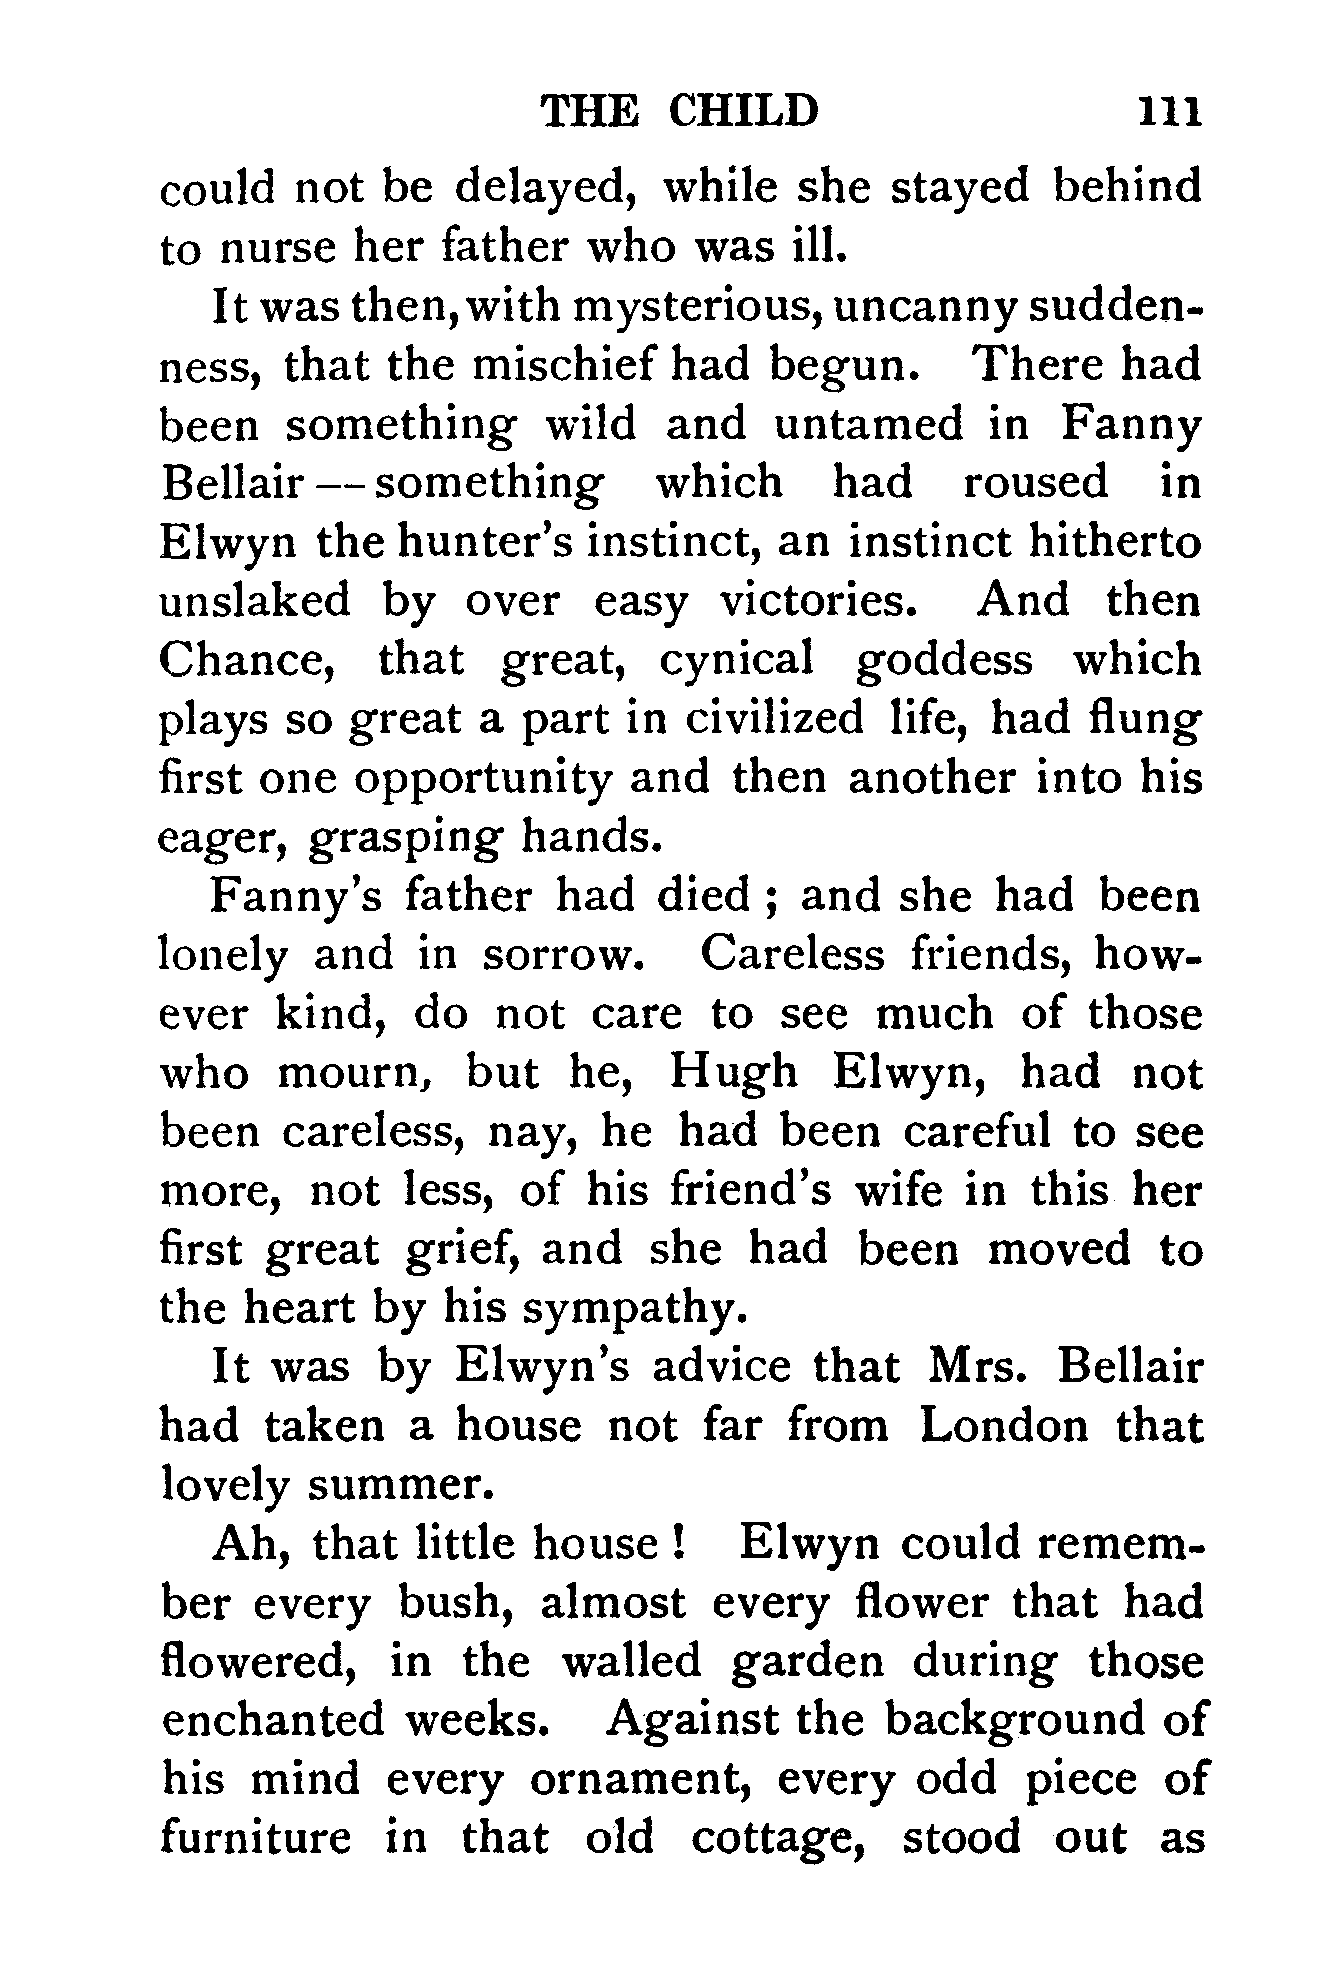 THE CHILD 111
could not be delayed, while she stayed behind
to nurse her father who was ill.
It was then, with mysterious, uncanny sudden-
ness, that the mischief had begun. There had
been something wild and untamed in Fanny
Bellair — something which had roused in
Elwyn the hunter's instinct, an instinct hitherto
unslaked by over easy victories. And then
Chance, that great, cynical goddess which
plays so great a part in civilized life, had flung
first one opportunity and then another into his
eager, grasping hands.
Fanny's father had died ; and she had been
lonely and in sorrow. Careless friends, how-
ever kind, do not care to see much of those
who mourn, but he, Hugh Elwyn, had not
been careless, nay, he had been careful to see
more, not less, of his friend's wife in this her
first great grief, and she had been moved to
the heart by his sympathy.
It was by Elwyn's advice that Mrs. Bellair
had taken a house not far from London that
lovely summer.
Ah, that little house ! Elwyn could remem-
ber every bush, almost every flower that had
flowered, in the walled garden during those
enchanted weeks. Against the background of
his mind every ornament, every odd piece of
furniture in that old cottage, stood out as